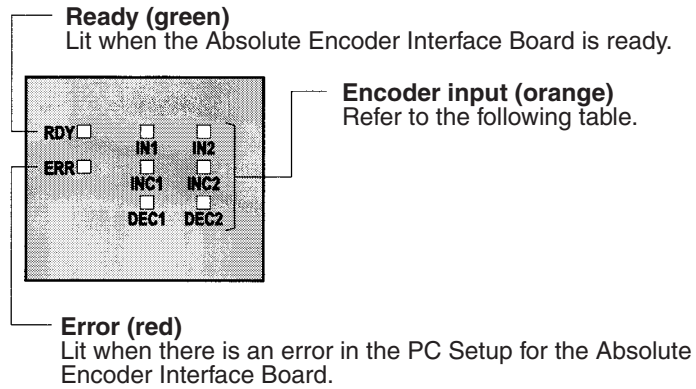 Ready (green)
Lit when the Absolute Encoder Interface Board is ready.
Encoder input (orange)
Refer to the following table.
RDY
IN1
IN2
ERR
INC1
INC2
DEC1
DEC2
Error (red)
Lit when there is an error in the PC Setup for the Absolute
Encoder Interface Board.